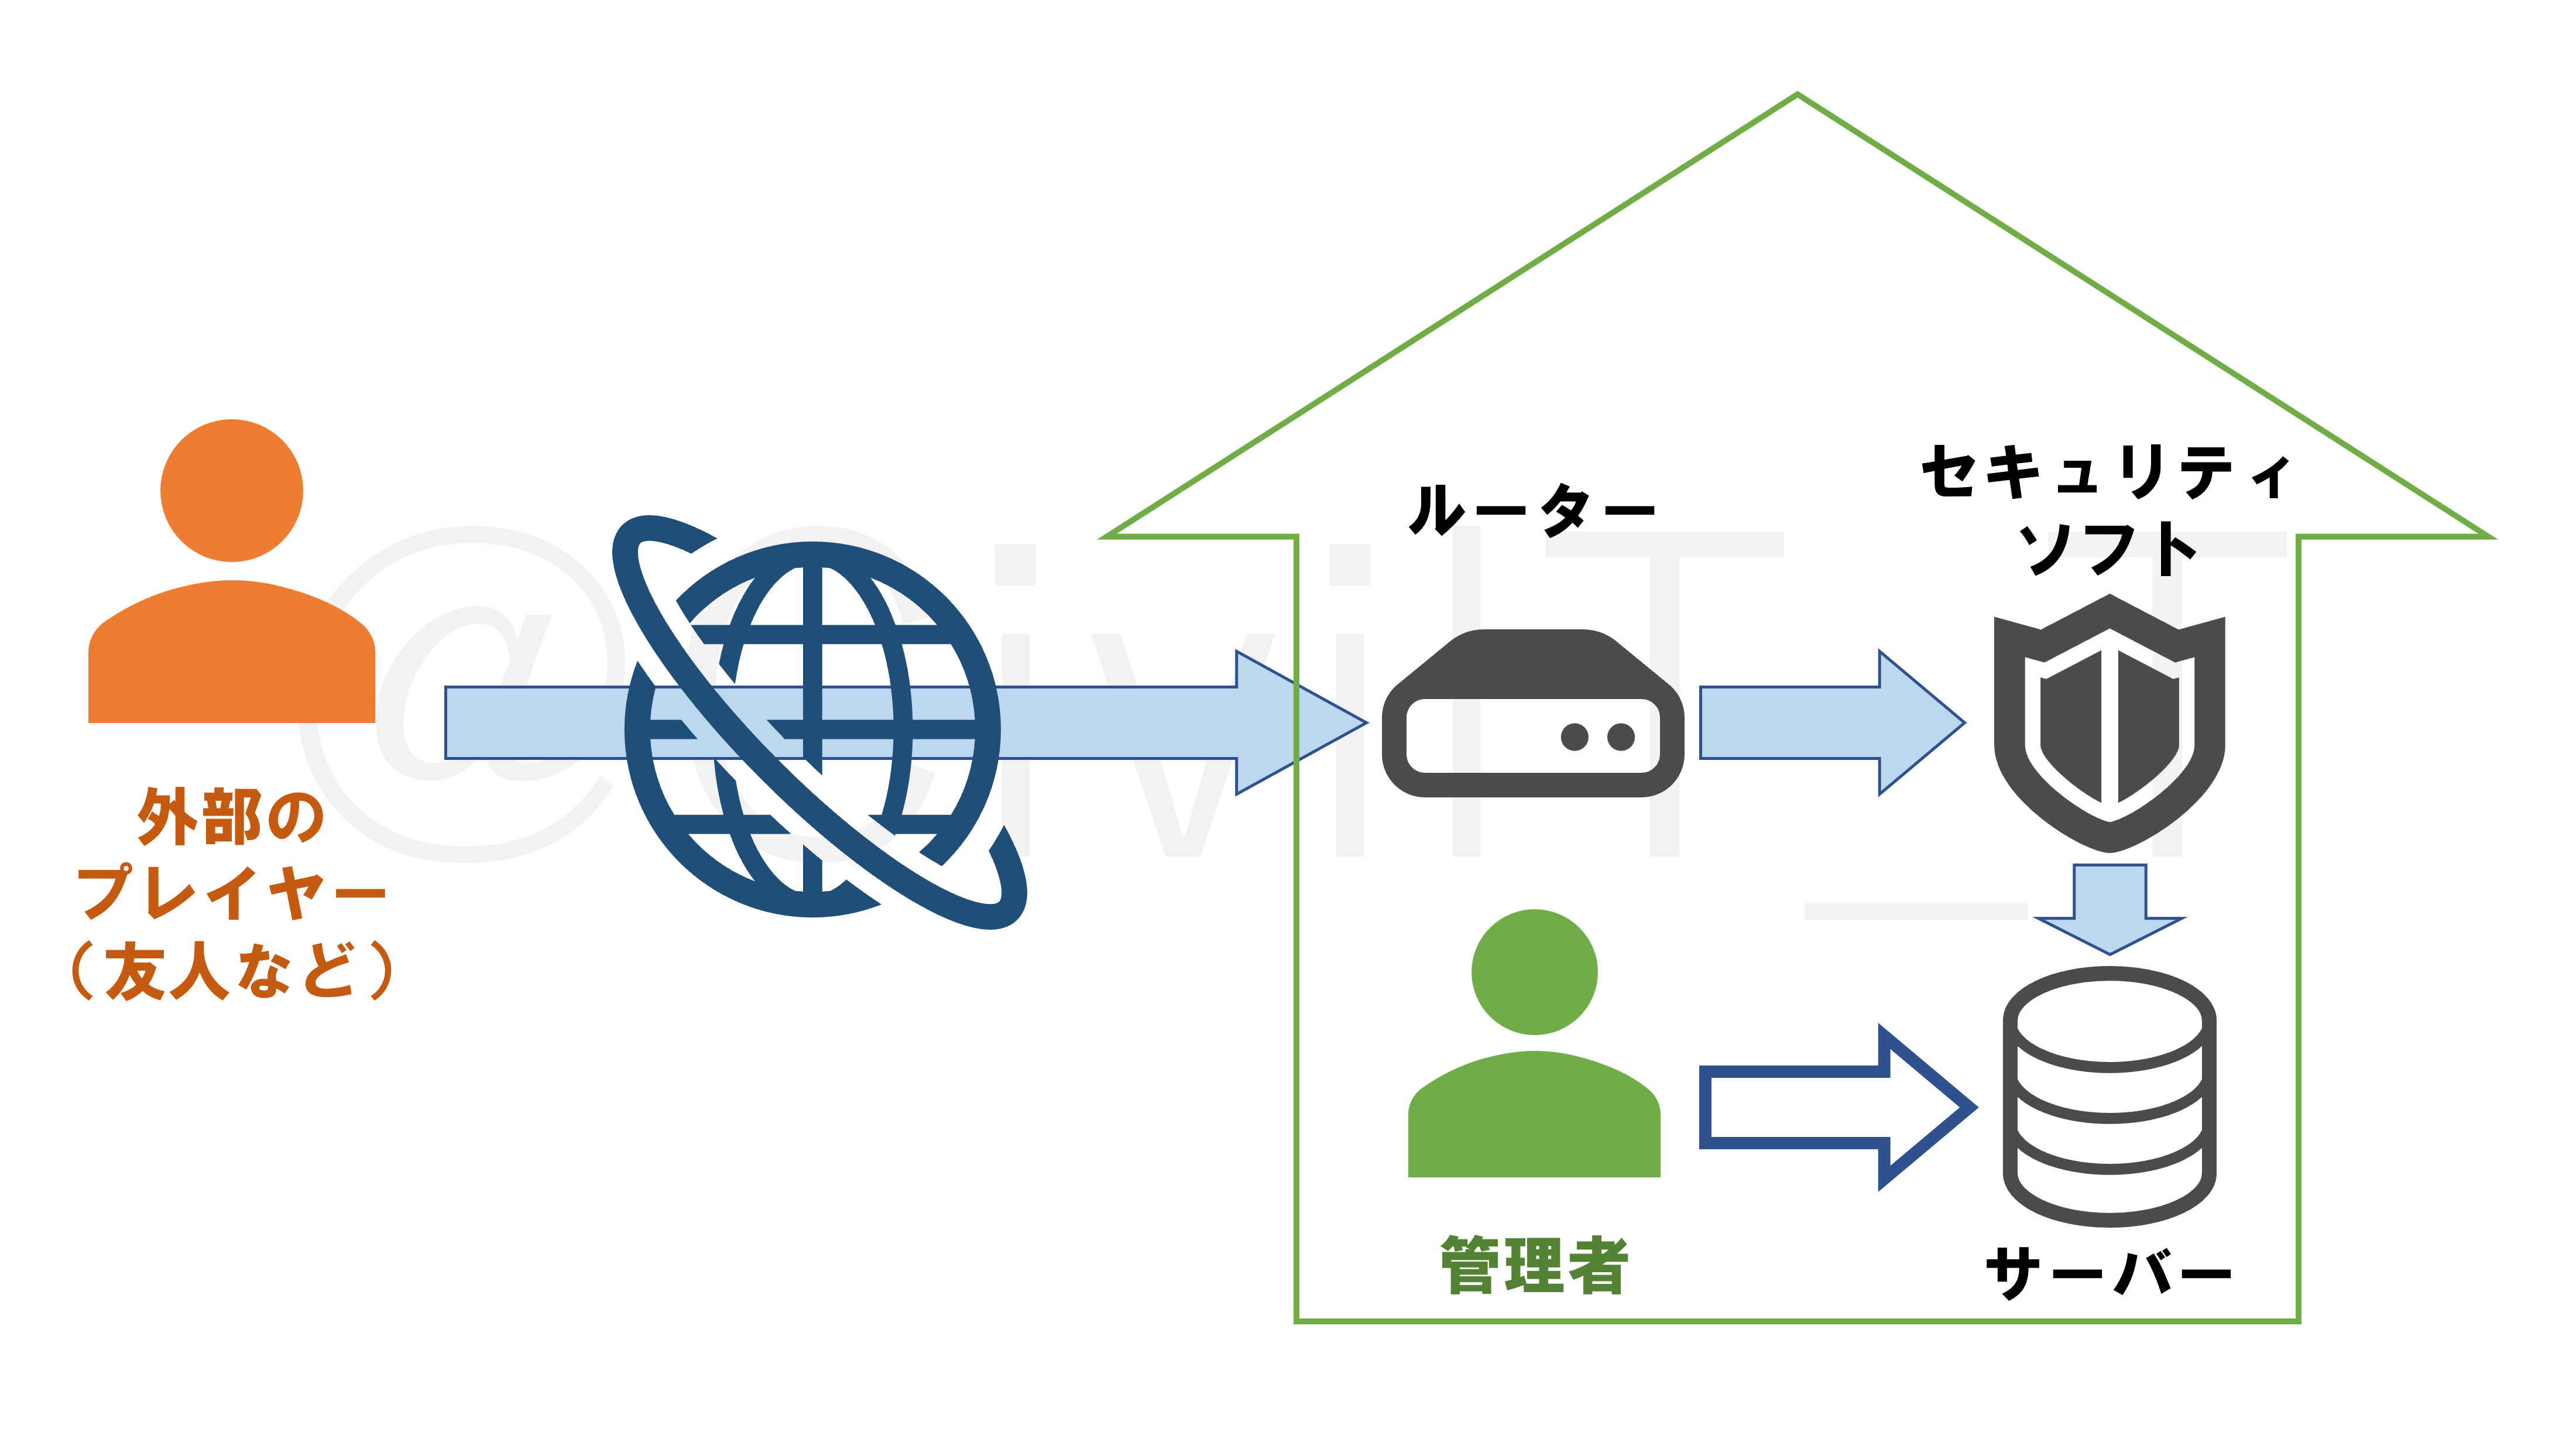 外部の
プレイヤー
（友人など）
ルーター
セキュリティ
ソフト
管理者
サーバー